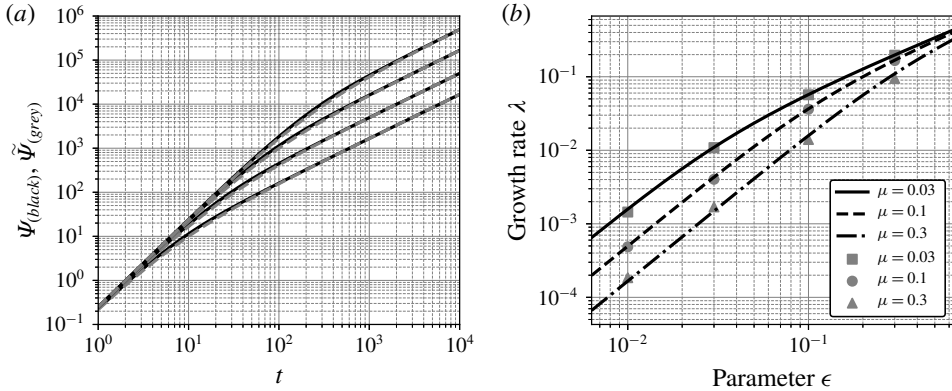 (a)
10^6
10^5
10^4
10^3
10^2
10^1
10^0
10^−1
Ψ(black), Ψ̃(grey)
10^0 10^1 10^2 10^3 10^4
t
(b)
10^−1
10^−2
10^−3
10^−4
Growth rate λ
μ = 0.03
μ = 0.1
μ = 0.3
μ = 0.03
μ = 0.1
μ = 0.3
10^−2 10^−1
Parameter ϵ